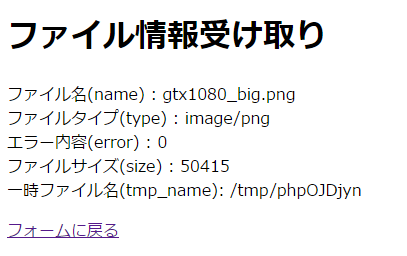 ファイル情報受け取り
ファイル名(name) : gtx1080_big.png
ファイルタイプ(type) : image/png
エラー内容(error) : 0
ファイルサイズ(size) : 50415
一時ファイル名(tmp_name): /tmp/phpOJDjyn
フォームに戻る